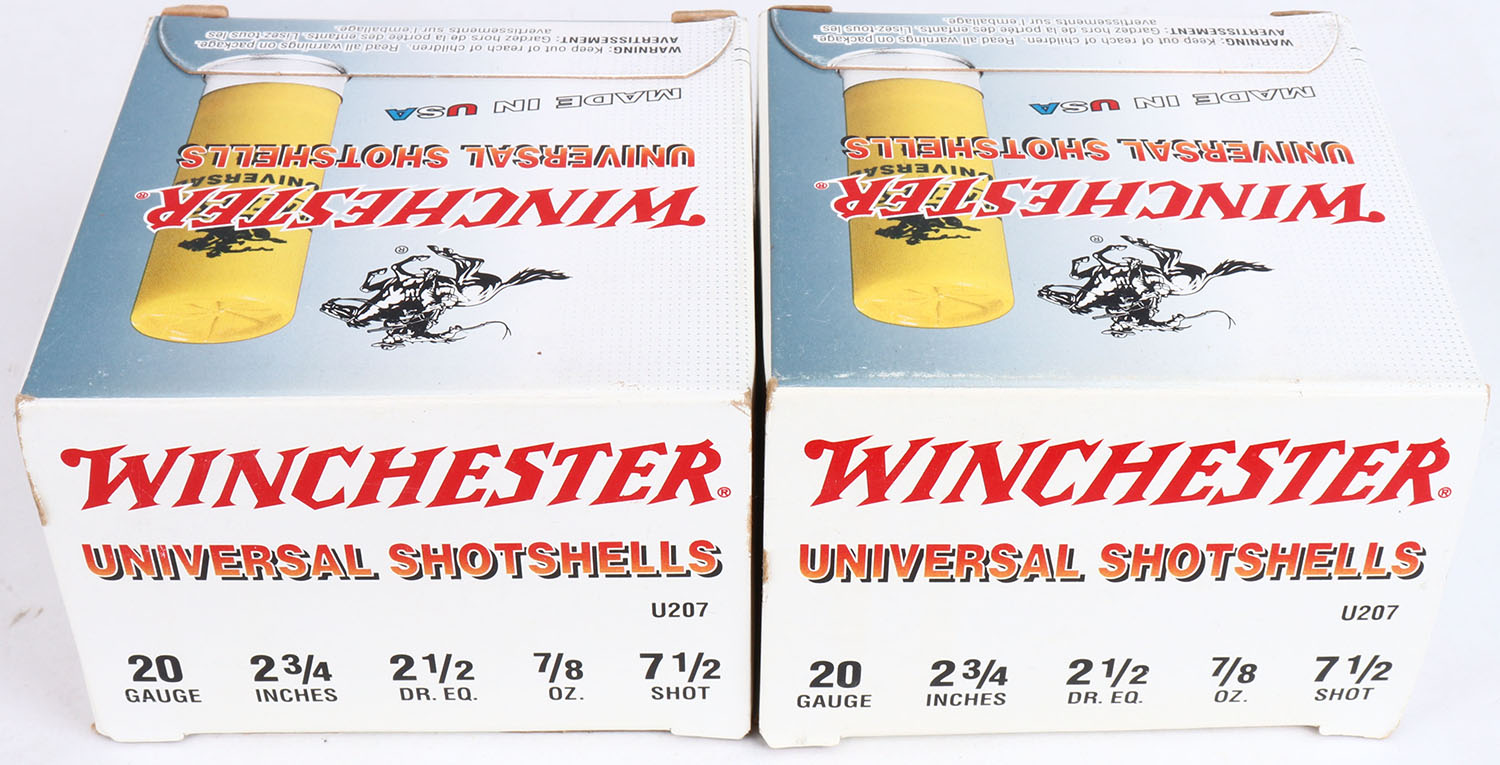 WARNING: Keep out of reach of children. Read all warnings on package.
AVERTISSEMENT: Gardez hors de la portée des enfants. Lisez tous les
avertissements sur l'emballage.
MADE IN USA
UNIVERSAL SHOTSHELLS
WINCHESTER®
UNIVERSAL
®
WINCHESTER®
UNIVERSAL SHOTSHELLS
U207
20 2 3/4 2 1/2 7/8 7 1/2
GAUGE INCHES DR. EQ. OZ. SHOT
WARNING: Keep out of reach of children. Read all warnings on package.
AVERTISSEMENT: Gardez hors de la portée des enfants. Lisez tous les
avertissements sur l'emballage.
MADE IN USA
UNIVERSAL SHOTSHELLS
WINCHESTER®
®
WINCHESTER®
UNIVERSAL SHOTSHELLS
U207
20 2 3/4 2 1/2 7/8 7 1/2
GAUGE INCHES DR. EQ. OZ. SHOT